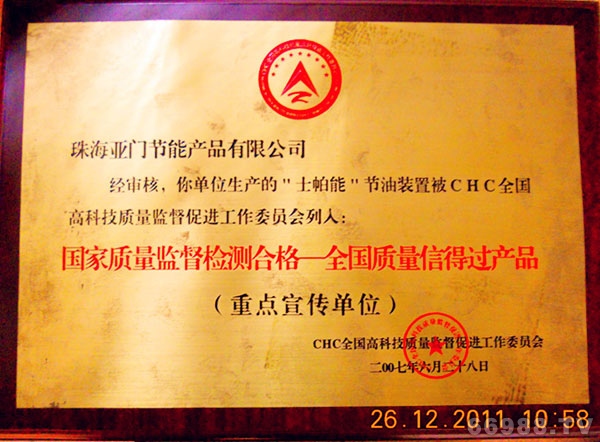 珠海亚门节能产品有限公司
经审核，你单位生产的"士帕能"节油装置被CHC全国
高科技质量监督促进工作委员会列入：
国家质量监督检测合格—全国质量信得过产品
（重点宣传单位）
CHC全国高科技质量监督促进工作委员会
二00七年六月二十八日
26.12.2011 10:58
66989.TV